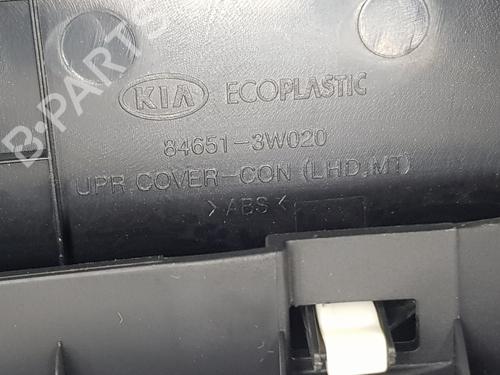 KIA ECOPLASTIC
84651-3W020
UPR COVER-CON (LHD,MT)
>ABS<
B-PARTS